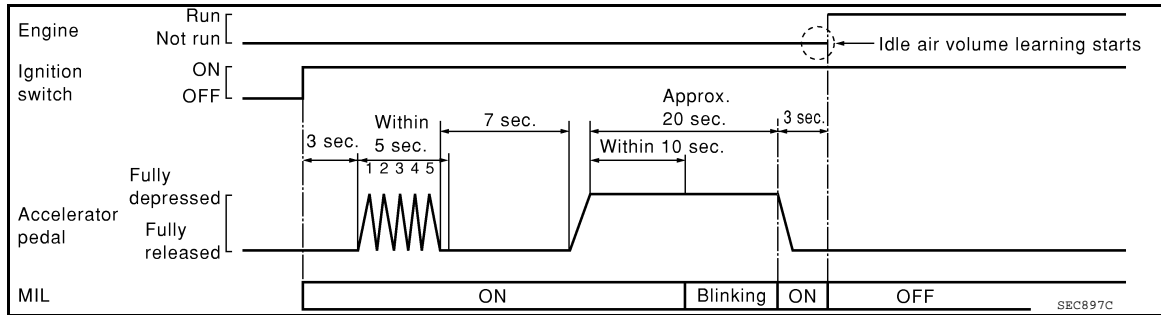 Engine
Run
Not run
Idle air volume learning starts
Ignition
switch
ON
OFF
3 sec.
Within
5 sec.
1 2 3 4 5
7 sec.
Approx.
20 sec.
Within 10 sec.
3 sec.
Accelerator
pedal
Fully
depressed
Fully
released
MIL
ON
Blinking
ON
OFF
SEC897C